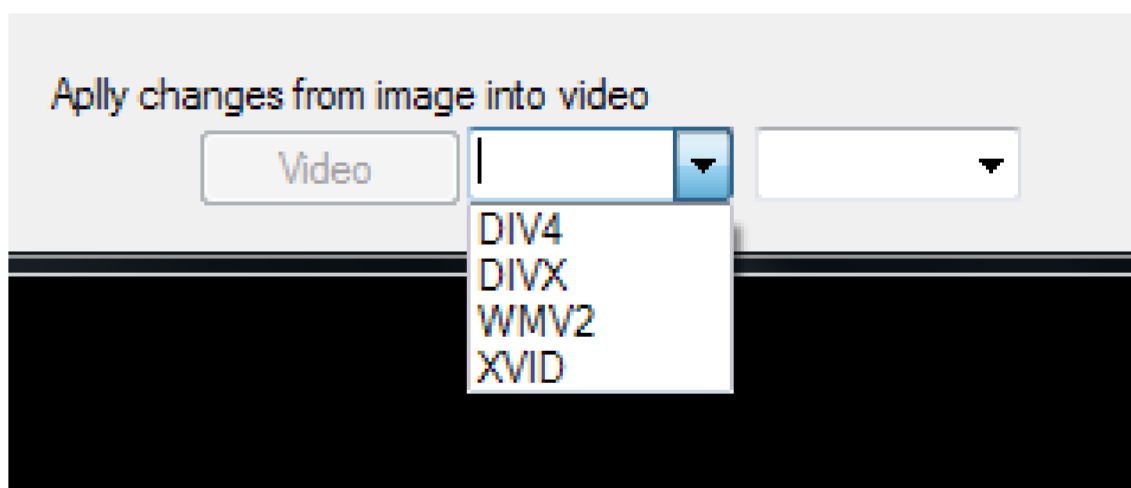 Aplly changes from image into video
Video
DIV4
DIVX
WMV2
XVID